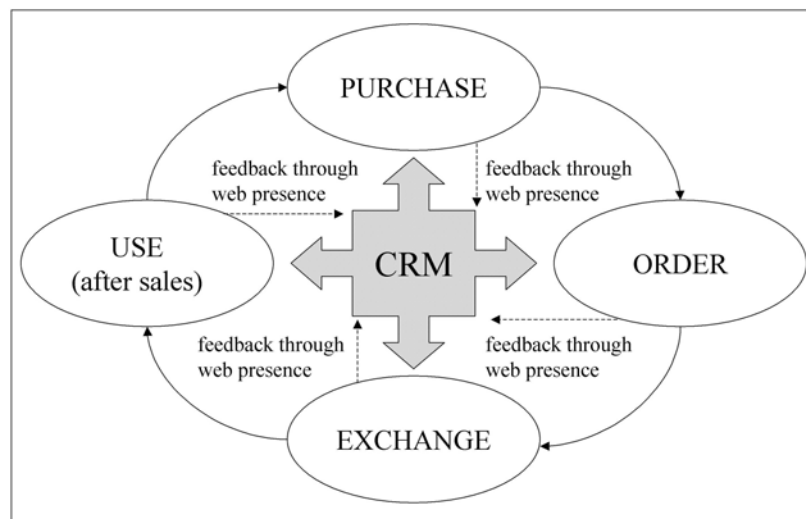 PURCHASE
feedback through
web presence
feedback through
web presence
USE
(after sales)
CRM
ORDER
feedback through
web presence
feedback through
web presence
EXCHANGE